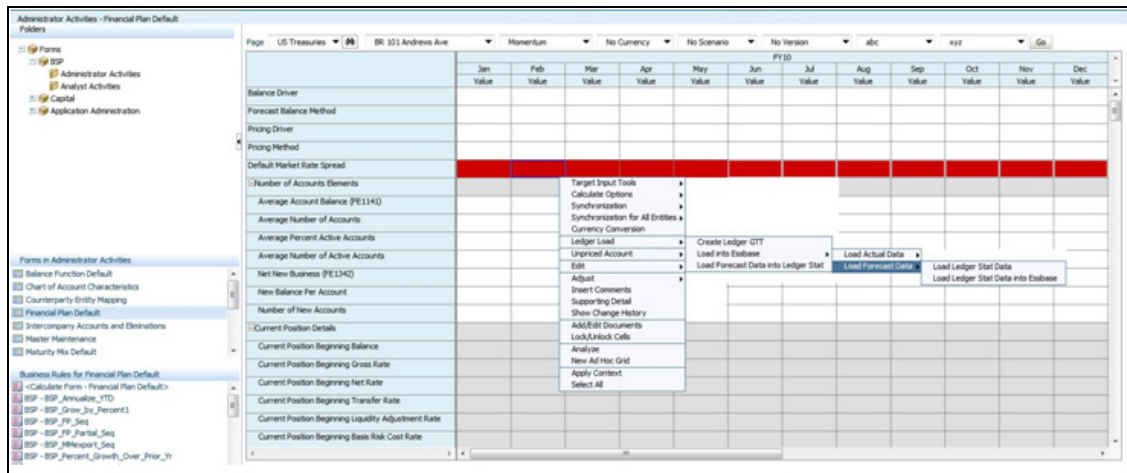 Administrator Activities - Financial Plan Default
Folders
Forms
BSP
Administrator Activities
Analyst Activities
Capital
Application Administration
Forms in Administrator Activities
Balance Function Default
Chart of Account Characteristics
Counterparty Entity Mapping
Financial Plan Default
Intercompany Accounts and Eliminations
Master Maintenance
Maturity Mix Default
Business Rules for Financial Plan Default
<Calculate Form - Financial Plan Default>
BSP - BSP_Annualize_YTD
BSP - BSP_Grow_by_Percent1
BSP - BSP_FP_Seq
BSP - BSP_FP_Partial_Seq
BSP - BSP_MMexport_Seq
BSP - BSP_Percent_Growth_Over_Prior_Yr
Page US Treasuries BR 101 Andrews Ave Momentum No Currency No Scenario No Version abc xyz Go
FY10
Jan Feb Mar Apr May Jun Jul Aug Sep Oct Nov Dec
Value Value Value Value Value Value Value Value Value Value Value Value
Balance Driver
Forecast Balance Method
Pricing Driver
Pricing Method
Default Market Rate Spread
Number of Accounts Elements
Average Account Balance (FE1141)
Average Number of Accounts
Average Percent Active Accounts
Average Number of Active Accounts
Net New Business (FE1342)
New Balance Per Account
Number of New Accounts
Current Position Details
Current Position Beginning Balance
Current Position Beginning Gross Rate
Current Position Beginning Net Rate
Current Position Beginning Transfer Rate
Current Position Beginning Liquidity Adjustment Rate
Current Position Beginning Basis Risk Cost Rate
Target Input Tools
Calculate Options
Synchronization
Synchronization for All Entities
Currency Conversion
Ledger Load
Unpriced Account
Edit
Adjust
Insert Comments
Supporting Detail
Show Change History
Add/Edit Documents
Lock/Unlock Cells
Analyze
New Ad Hoc Grid
Apply Context
Select All
Create Ledger GTT
Load into Essbase
Load Forecast Data into Ledger Stat
Load Actual Data
Load Forecast Data
Load Ledger Stat Data
Load Ledger Stat Data into Essbase